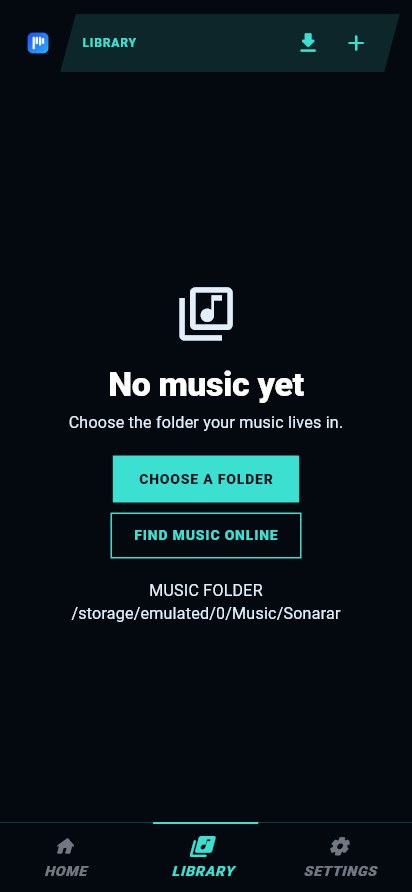 LIBRARY
No music yet
Choose the folder your music lives in.
CHOOSE A FOLDER
FIND MUSIC ONLINE
MUSIC FOLDER
/storage/emulated/0/Music/Sonarar
HOME
LIBRARY
SETTINGS